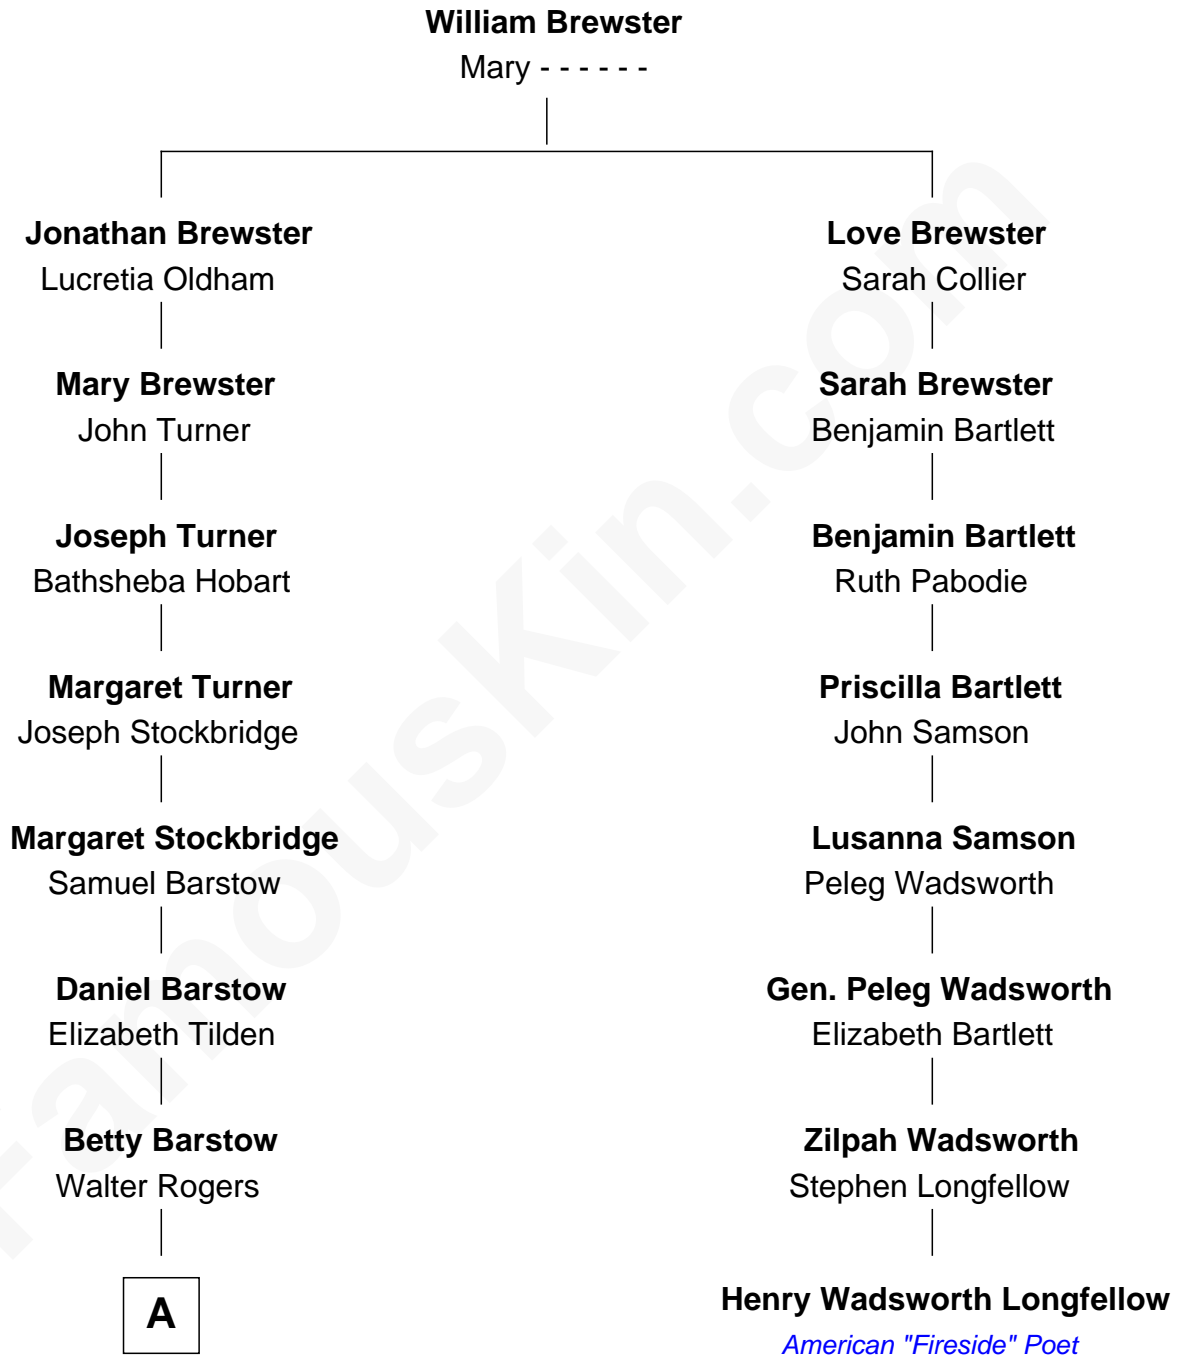 William Brewster
Mary - - - - - -
Jonathan Brewster
Lucretia Oldham
Love Brewster
Sarah Collier
Mary Brewster
John Turner
Sarah Brewster
Benjamin Bartlett
Joseph Turner
Bathsheba Hobart
Benjamin Bartlett
Ruth Pabodie
Margaret Turner
Joseph Stockbridge
Priscilla Bartlett
John Samson
Margaret Stockbridge
Samuel Barstow
Lusanna Samson
Peleg Wadsworth
Daniel Barstow
Elizabeth Tilden
Gen. Peleg Wadsworth
Elizabeth Bartlett
Betty Barstow
Walter Rogers
Zilpah Wadsworth
Stephen Longfellow
A
Henry Wadsworth Longfellow
American "Fireside" Poet
FamousKin.com